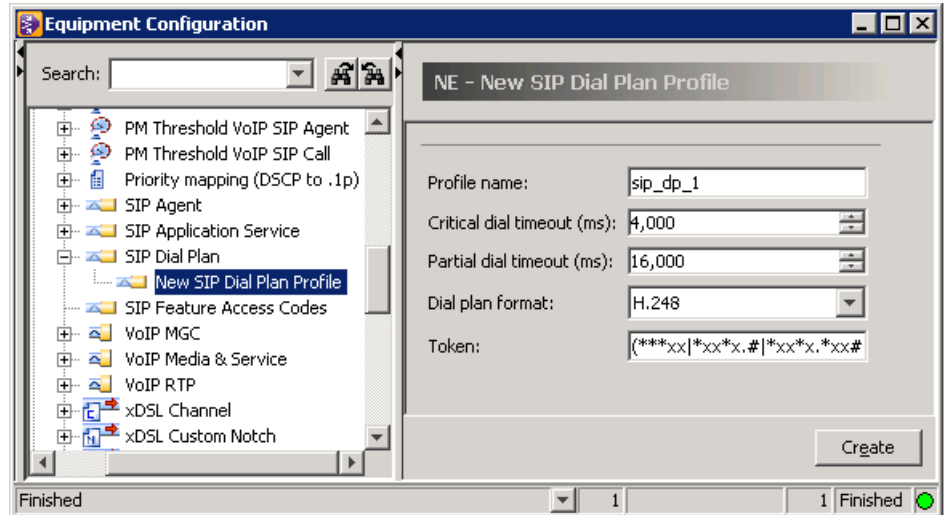 Equipment Configuration
Search:
PM Threshold VoIP SIP Agent
PM Threshold VoIP SIP Call
Priority mapping (DSCP to .1p)
SIP Agent
SIP Application Service
SIP Dial Plan
New SIP Dial Plan Profile
SIP Feature Access Codes
VoIP MGC
VoIP Media & Service
VoIP RTP
xDSL Channel
xDSL Custom Notch
NE - New SIP Dial Plan Profile
Profile name: sip_dp_1
Critical dial timeout (ms): 4,000
Partial dial timeout (ms): 16,000
Dial plan format: H.248
Token: (***xx|*xx*x.#|*xx*x.*xx#
Create
Finished 1 1 Finished